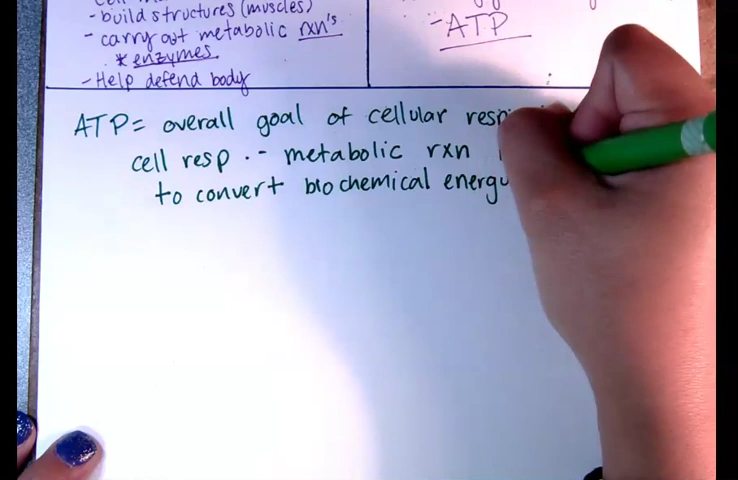 - build structures (muscles)
- carry out metabolic rxn's
* enzymes
- Help defend body
- ATP
ATP = overall goal of cellular
cell resp. - metabolic rxn
to convert biochemical energy